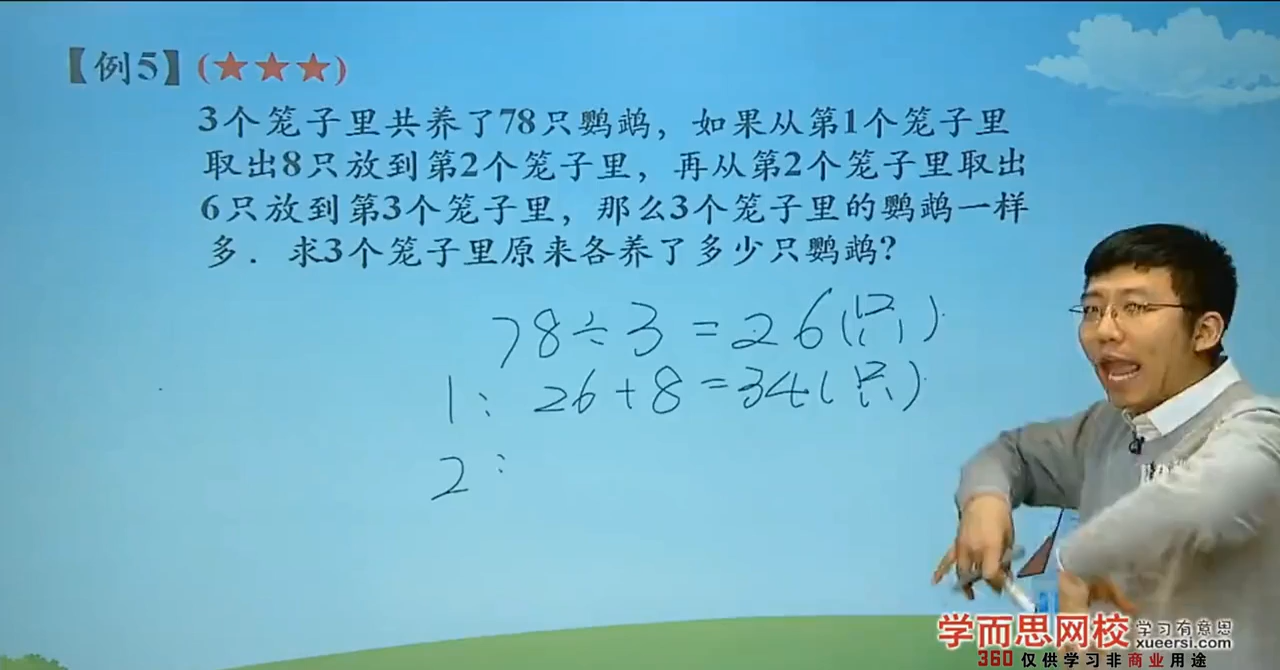 【例5】(★★★)
3个笼子里共养了78只鹦鹉，如果从第1个笼子里
取出8只放到第2个笼子里，再从第2个笼子里取出
6只放到第3个笼子里，那么3个笼子里的鹦鹉一样
多．求3个笼子里原来各养了多少只鹦鹉?
78÷3=26(只)
1: 26+8=34(只)
2:
学而思网校 学习有意思
xueersi.com
360仅供学习非商业用途